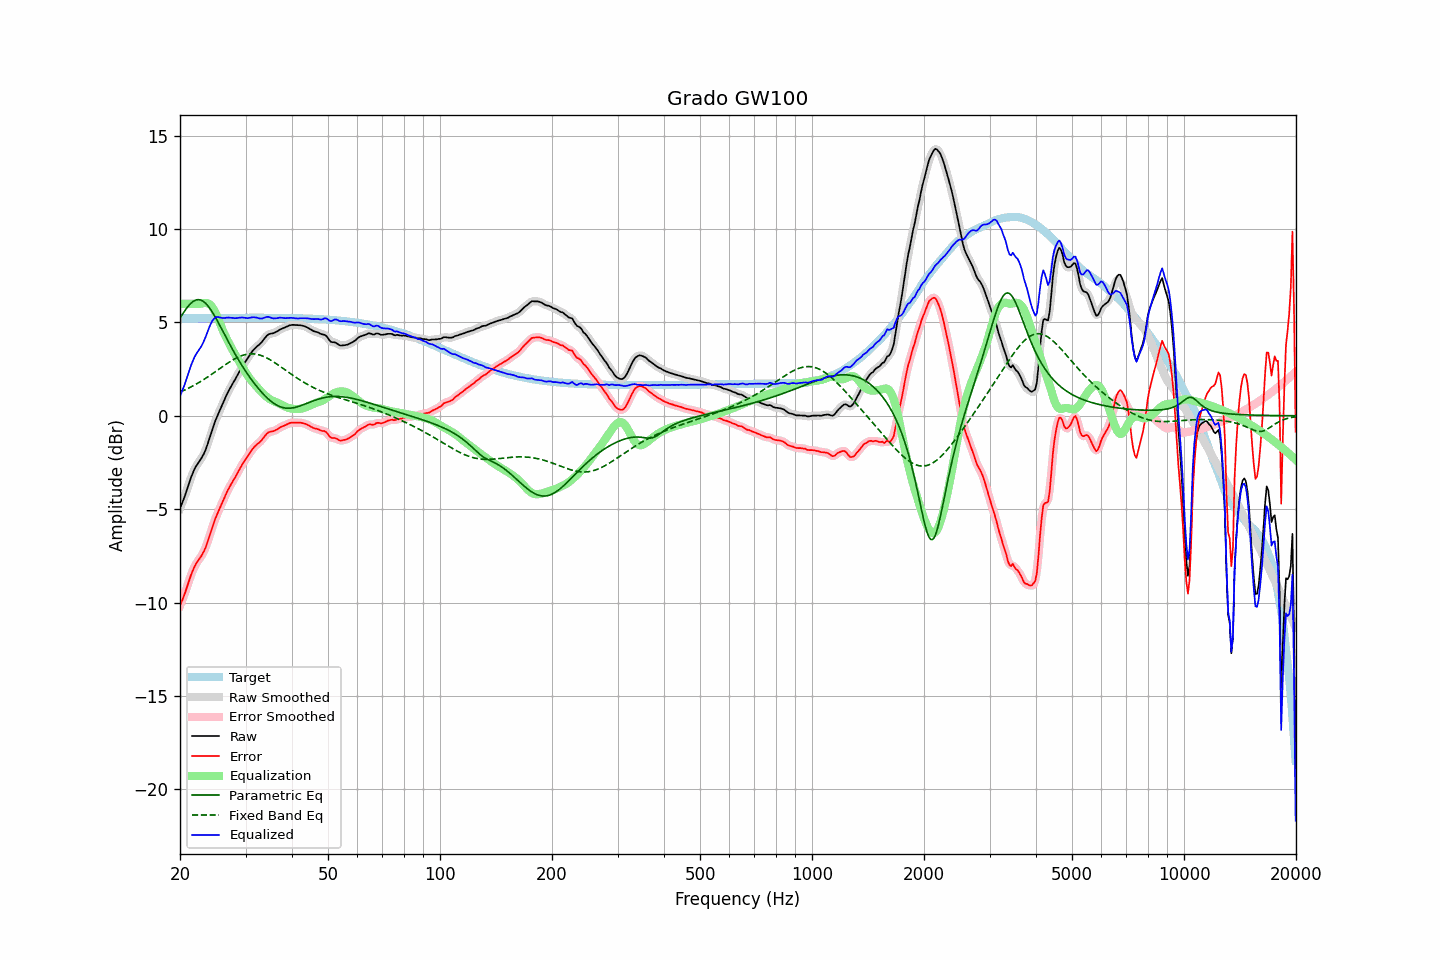 Grado GW100
Amplitude (dBr)
15
10
5
0
−5
−10
−15
−20
Target
Raw Smoothed
Error Smoothed
Raw
Error
Equalization
Parametric Eq
Fixed Band Eq
Equalized
20
50
100
200
500
1000
2000
5000
10000
20000
Frequency (Hz)